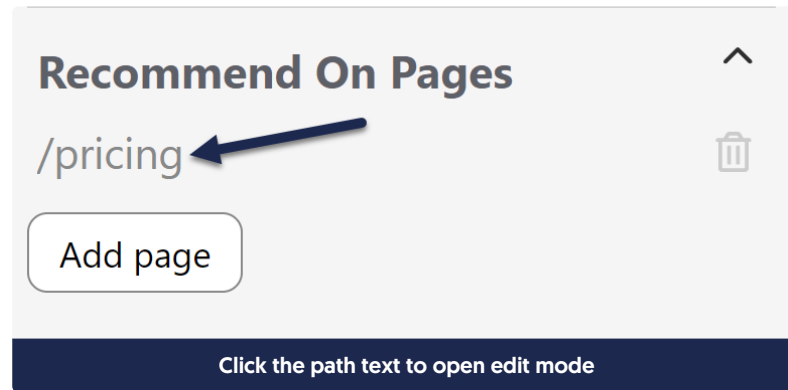 Recommend On Pages
/pricing
Add page
Click the path text to open edit mode